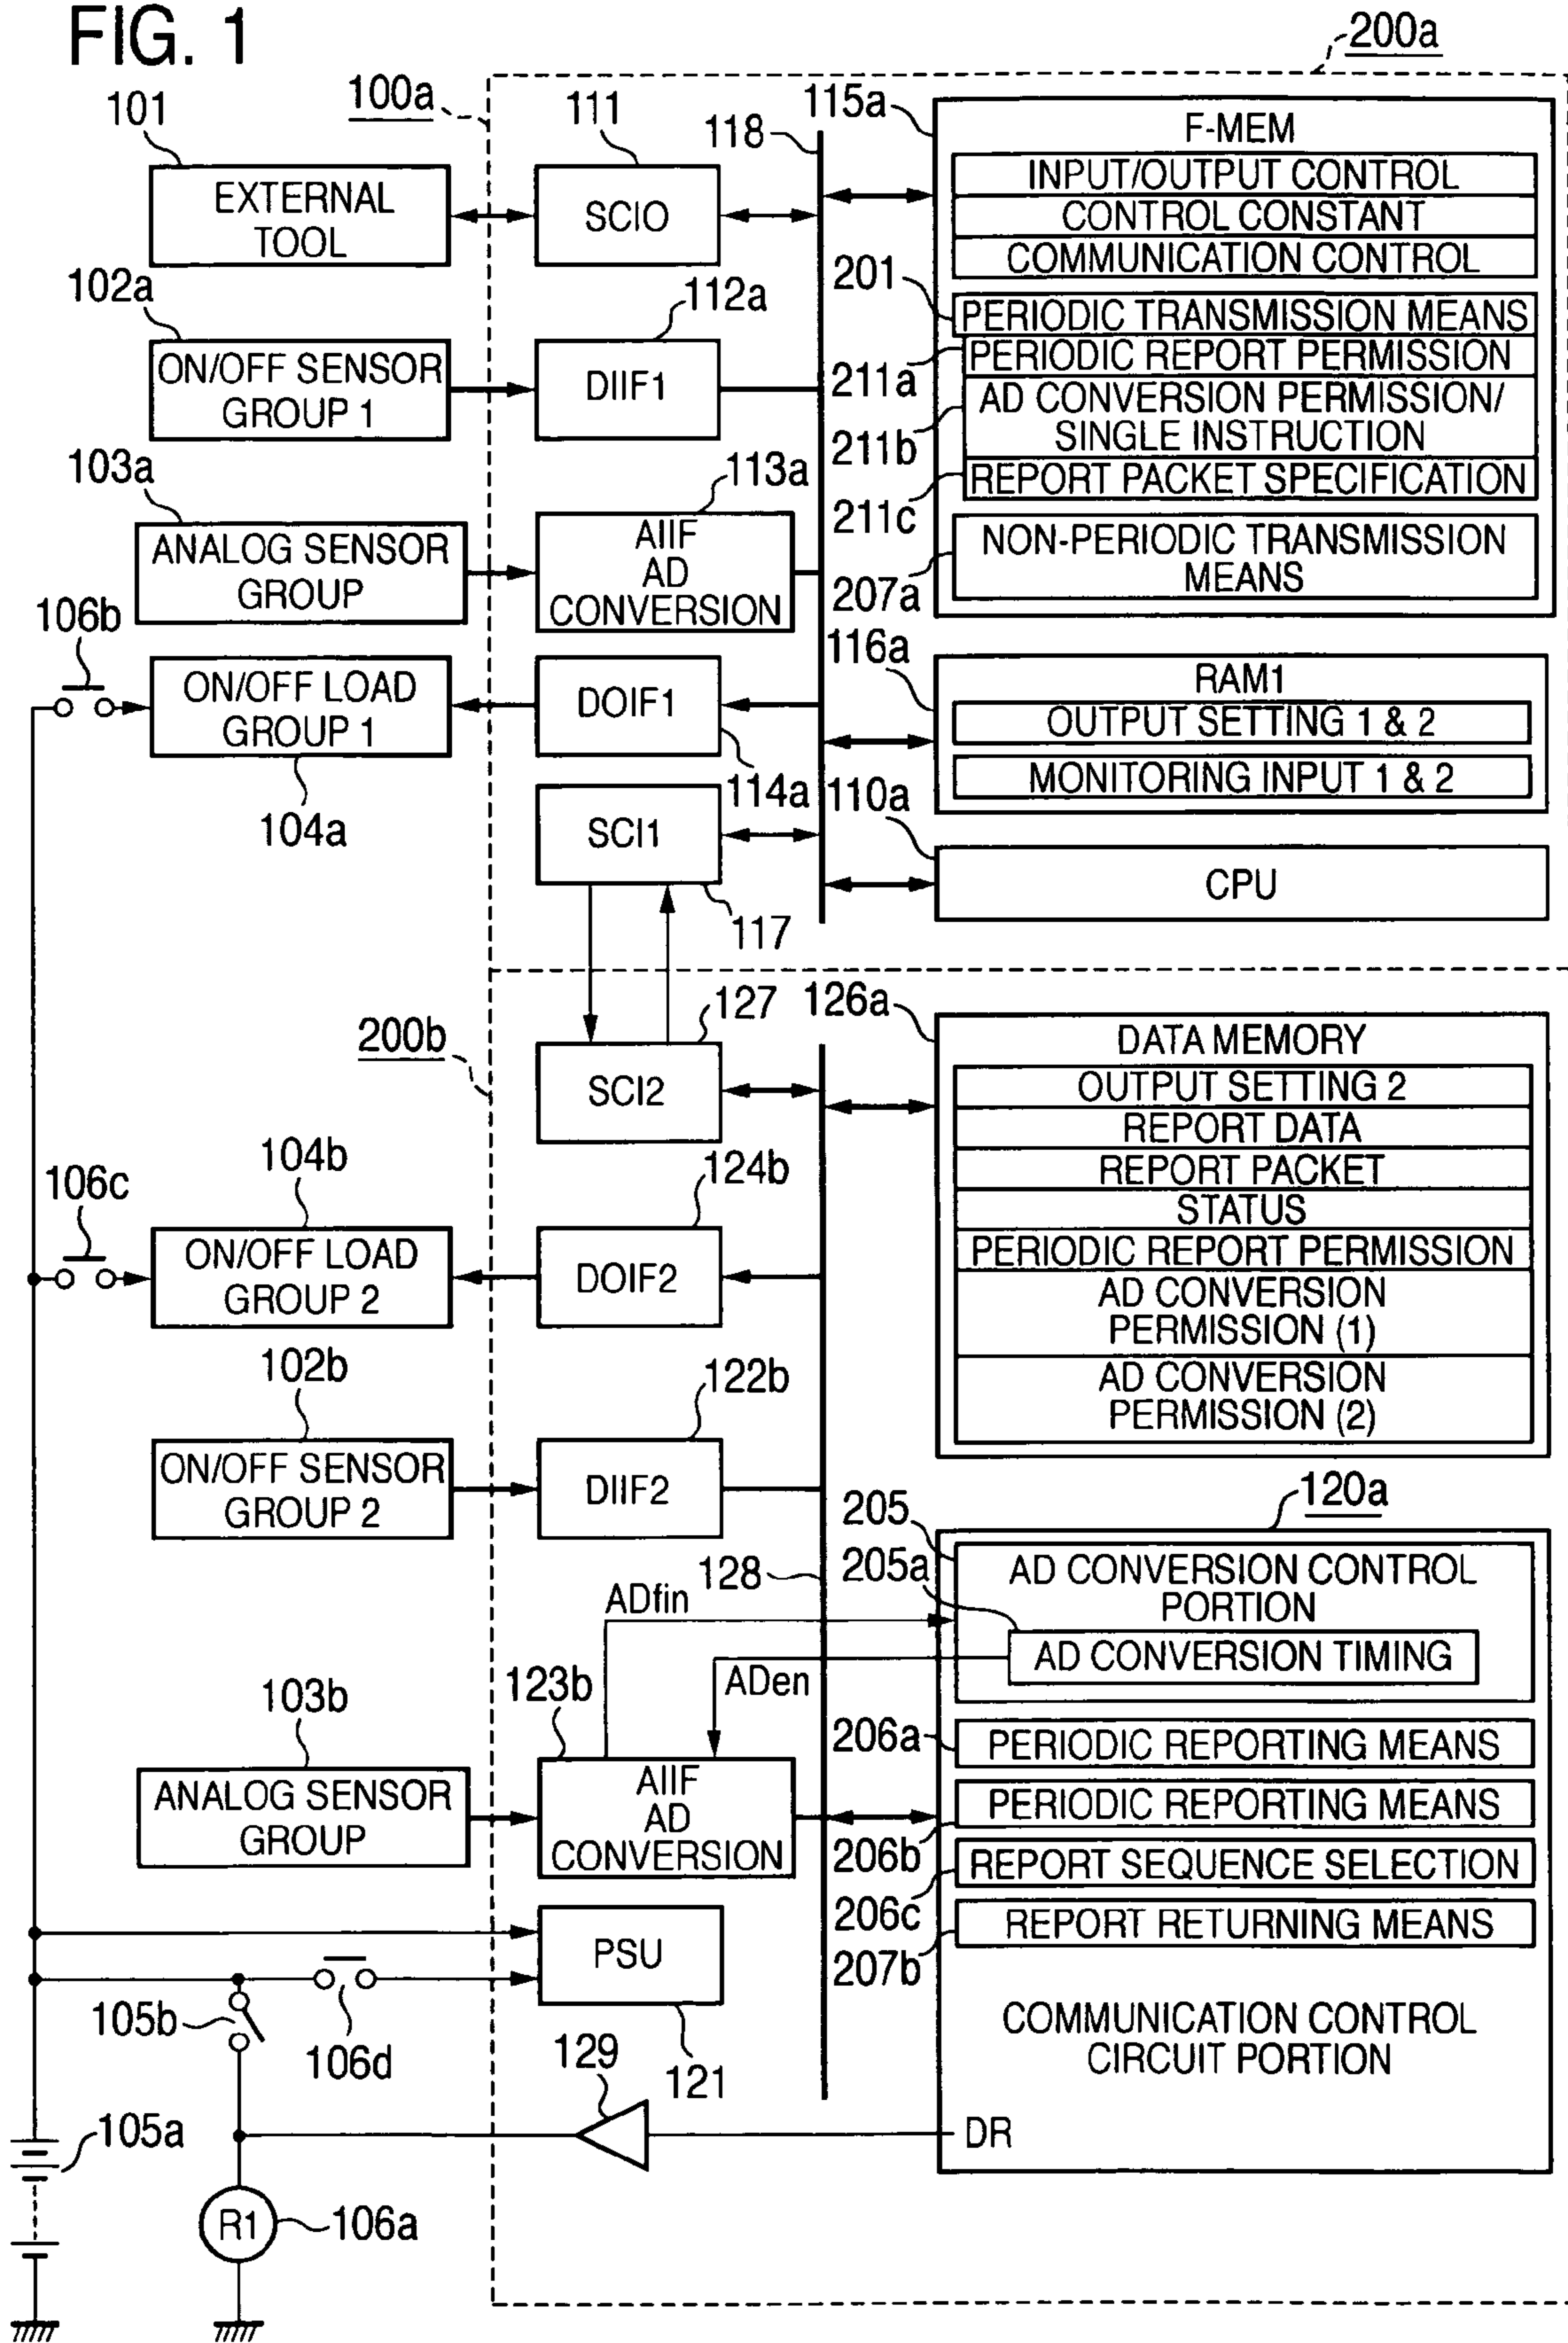 FIG. 1
200a
100a
101
111
118
115a
F-MEM
INPUT/OUTPUT CONTROL
CONTROL CONSTANT
COMMUNICATION CONTROL
EXTERNAL
TOOL
SCIO
201
102a
112a
PERIODIC TRANSMISSION MEANS
PERIODIC REPORT PERMISSION
211a
AD CONVERSION PERMISSION/
SINGLE INSTRUCTION
211b
REPORT PACKET SPECIFICATION
211c
NON-PERIODIC TRANSMISSION
MEANS
207a
ON/OFF SENSOR
GROUP 1
DIIF1
103a
113a
ANALOG SENSOR
GROUP
AIIF
AD
CONVERSION
106b
116a
ON/OFF LOAD
GROUP 1
DOIF1
RAM1
OUTPUT SETTING 1 & 2
MONITORING INPUT 1 & 2
104a
114a
110a
SCI1
CPU
117
127
126a
200b
SCI2
DATA MEMORY
OUTPUT SETTING 2
REPORT DATA
REPORT PACKET
STATUS
PERIODIC REPORT PERMISSION
AD CONVERSION
PERMISSION (1)
AD CONVERSION
PERMISSION (2)
104b
124b
106c
ON/OFF LOAD
GROUP 2
DOIF2
102b
122b
ON/OFF SENSOR
GROUP 2
DIIF2
120a
205
205a
128
AD CONVERSION CONTROL
PORTION
AD CONVERSION TIMING
ADfin
ADen
103b
123b
206a
PERIODIC REPORTING MEANS
PERIODIC REPORTING MEANS
206b
REPORT SEQUENCE SELECTION
206c
REPORT RETURNING MEANS
207b
ANALOG SENSOR
GROUP
AIIF
AD
CONVERSION
PSU
105b
106d
129
121
COMMUNICATION CONTROL
CIRCUIT PORTION
DR
105a
R1
106a